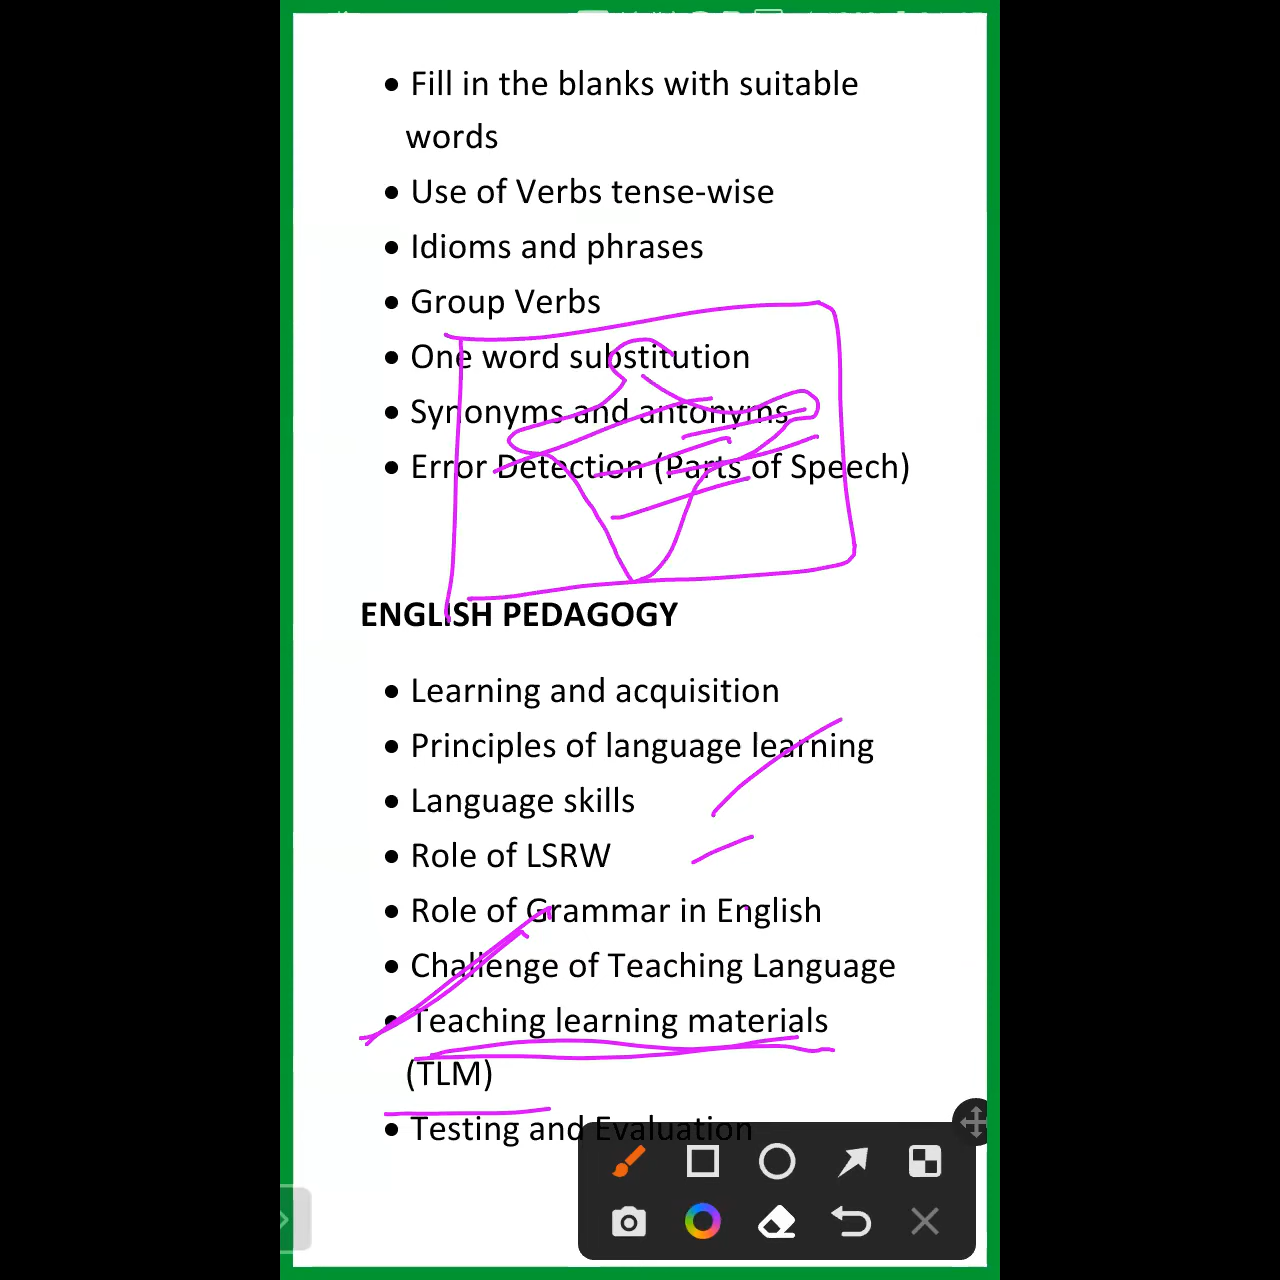 • Fill in the blanks with suitable
words
• Use of Verbs tense-wise
• Idioms and phrases
• Group Verbs
• One word substitution
• Synonyms and antonyms
• Error Detection (Parts of Speech)
ENGLISH PEDAGOGY
• Learning and acquisition
• Principles of language learning
• Language skills
• Role of LSRW
• Role of Grammar in English
• Challenge of Teaching Language
• Teaching learning materials
(TLM)
• Testing and Evaluation